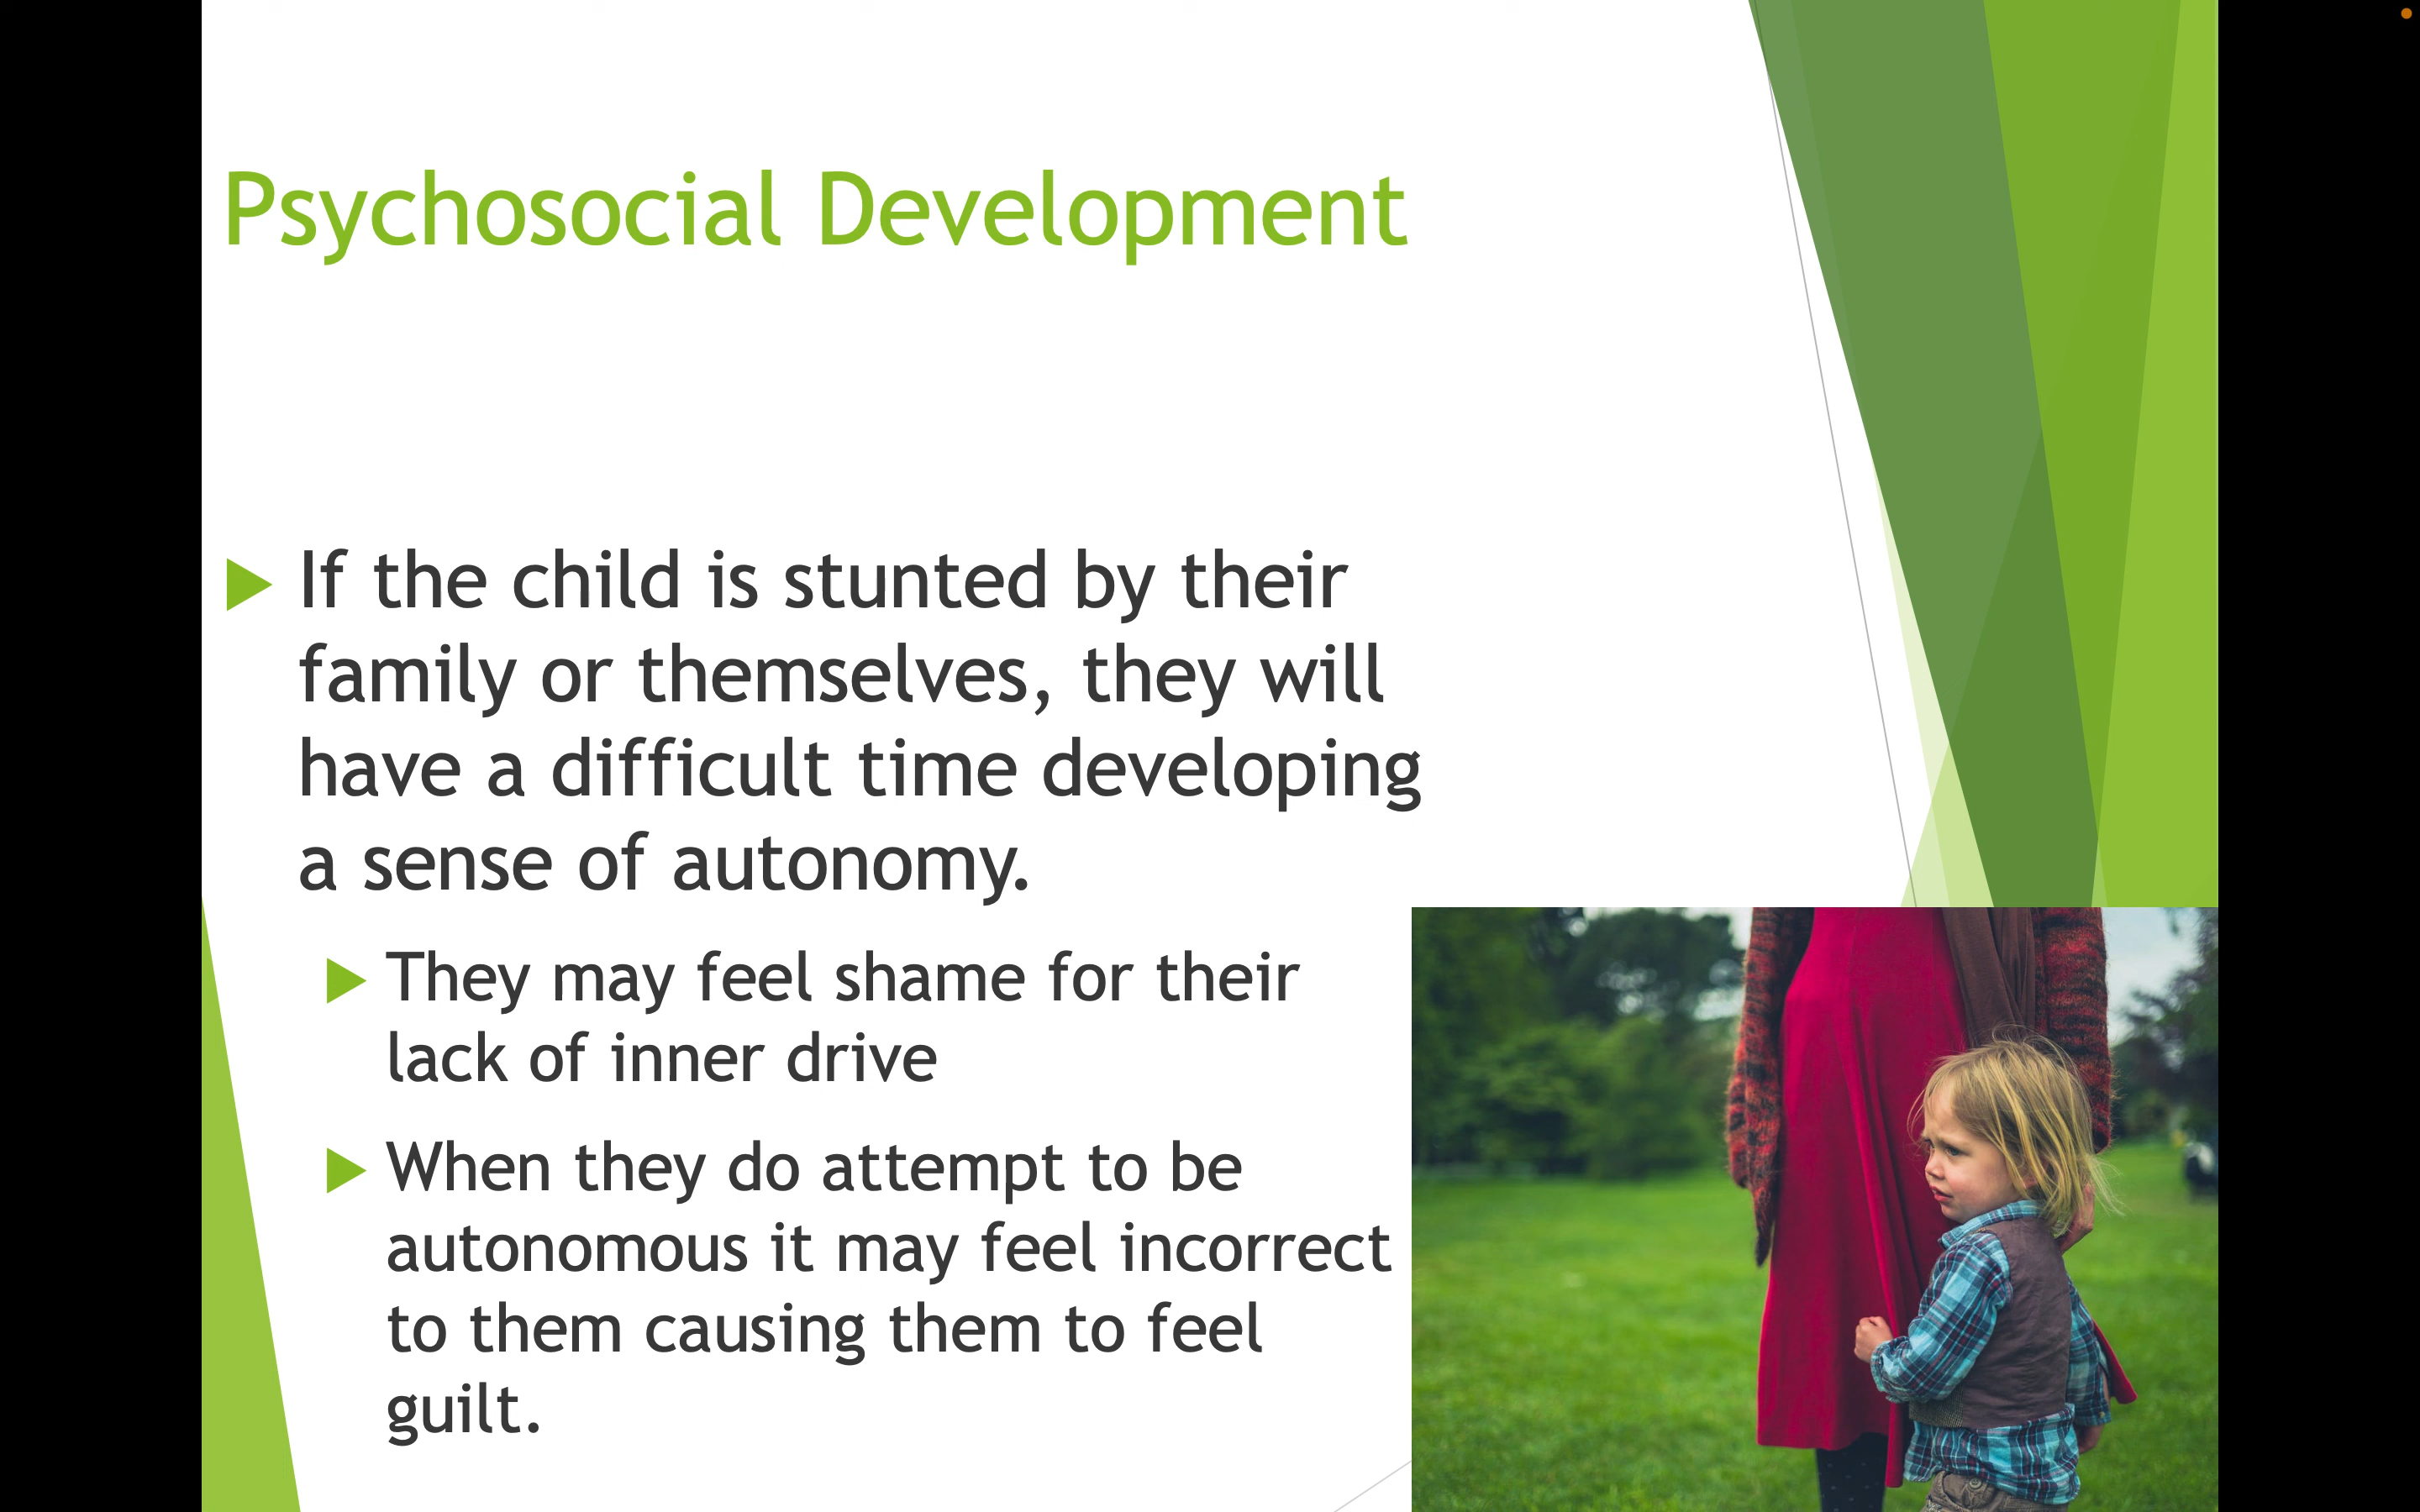 Psychosocial Development
If the child is stunted by their
family or themselves, they will
have a difficult time developing
a sense of autonomy.
They may feel shame for their
lack of inner drive
When they do attempt to be
autonomous it may feel incorrect
to them causing them to feel
guilt.